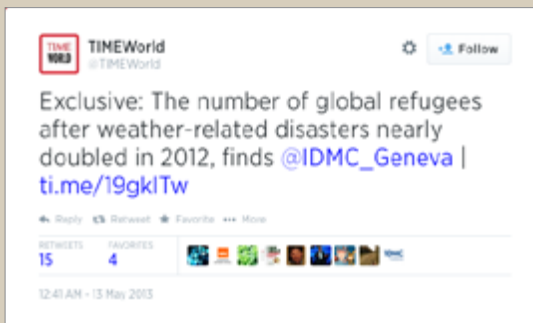 TIME WORLD
TIMEWorld
@TIMEWorld
Follow
Exclusive: The number of global refugees
after weather-related disasters nearly
doubled in 2012, finds @IDMC_Geneva |
ti.me/19gklTw
Reply Retweet Favorite More
RETWEETS FAVORITES
15 4
12:41 AM - 13 May 2013